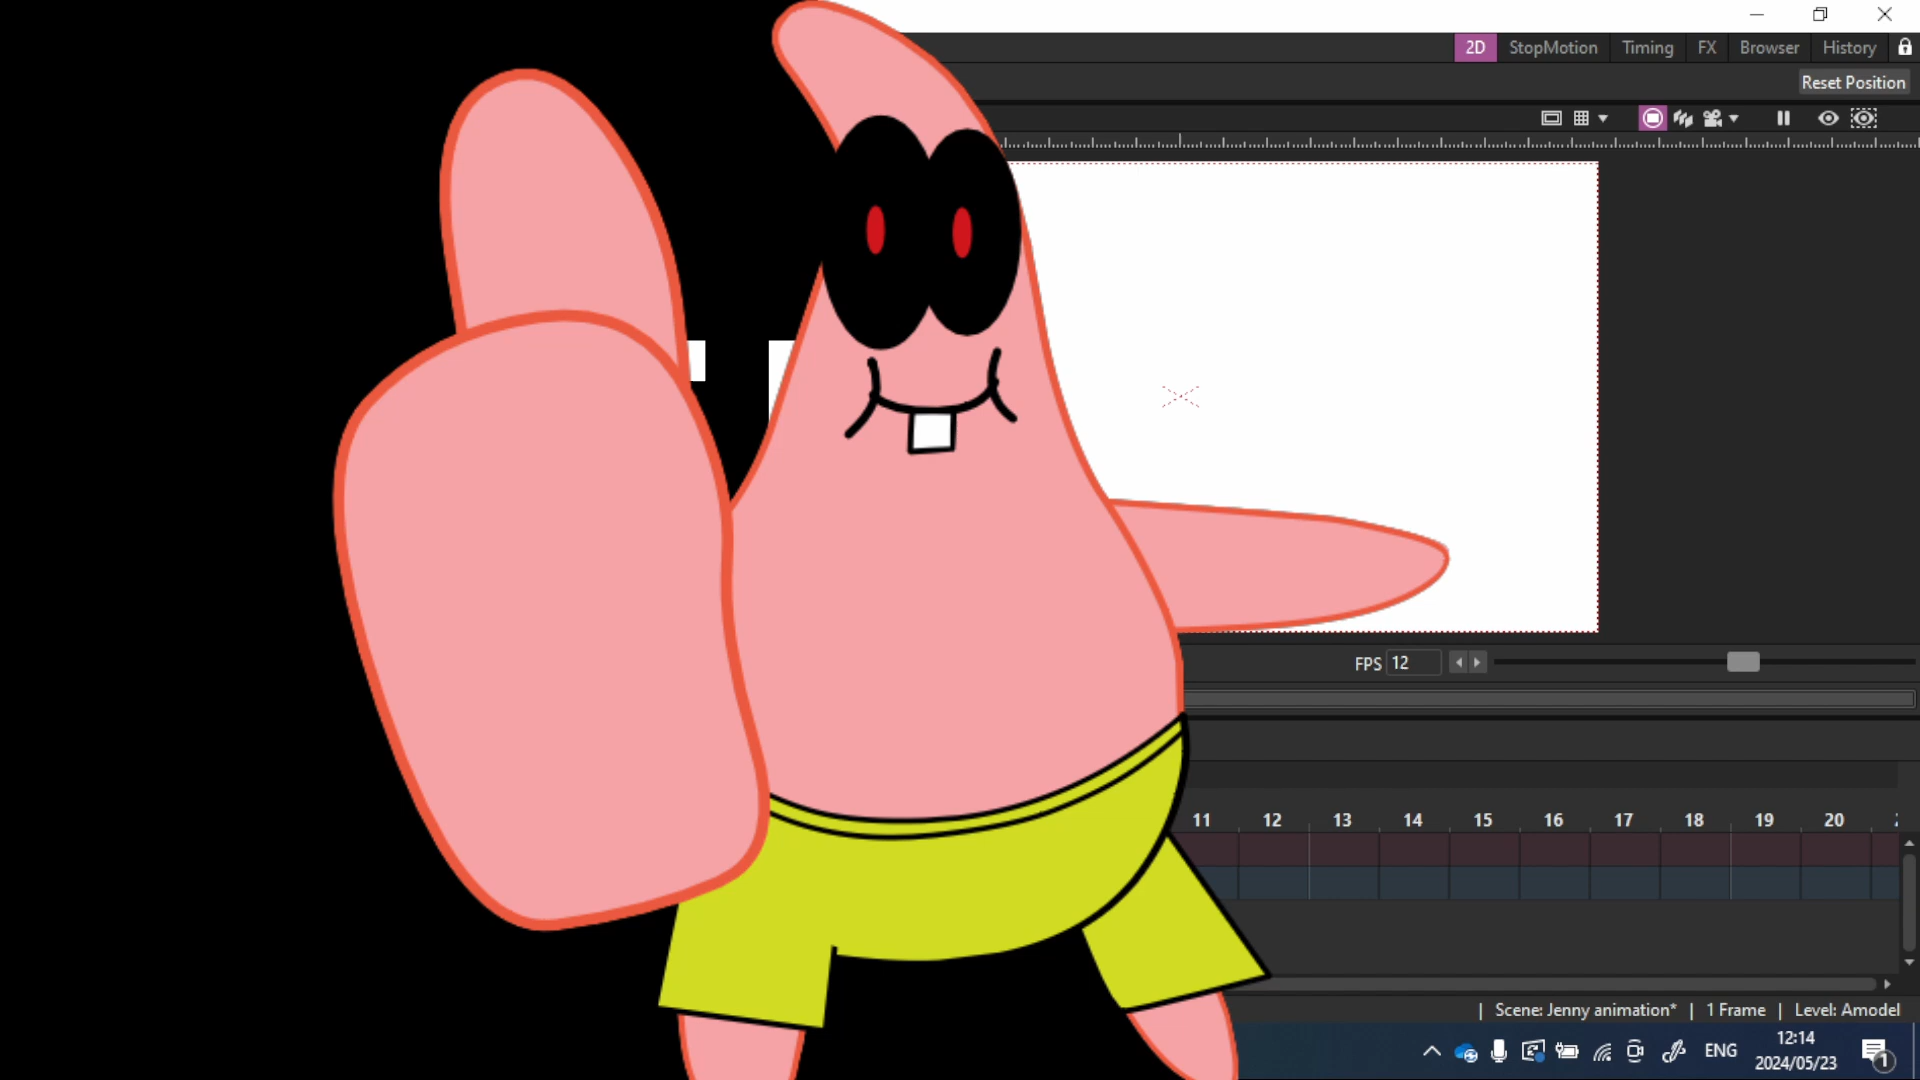 2D StopMotion Timing FX Browser History
Reset Position
FPS 12
11 12 13 14 15 16 17 18 19 20
| Scene: Jenny animation* | 1 Frame | Level: Amodel
12:14
ENG
2024/05/23
1